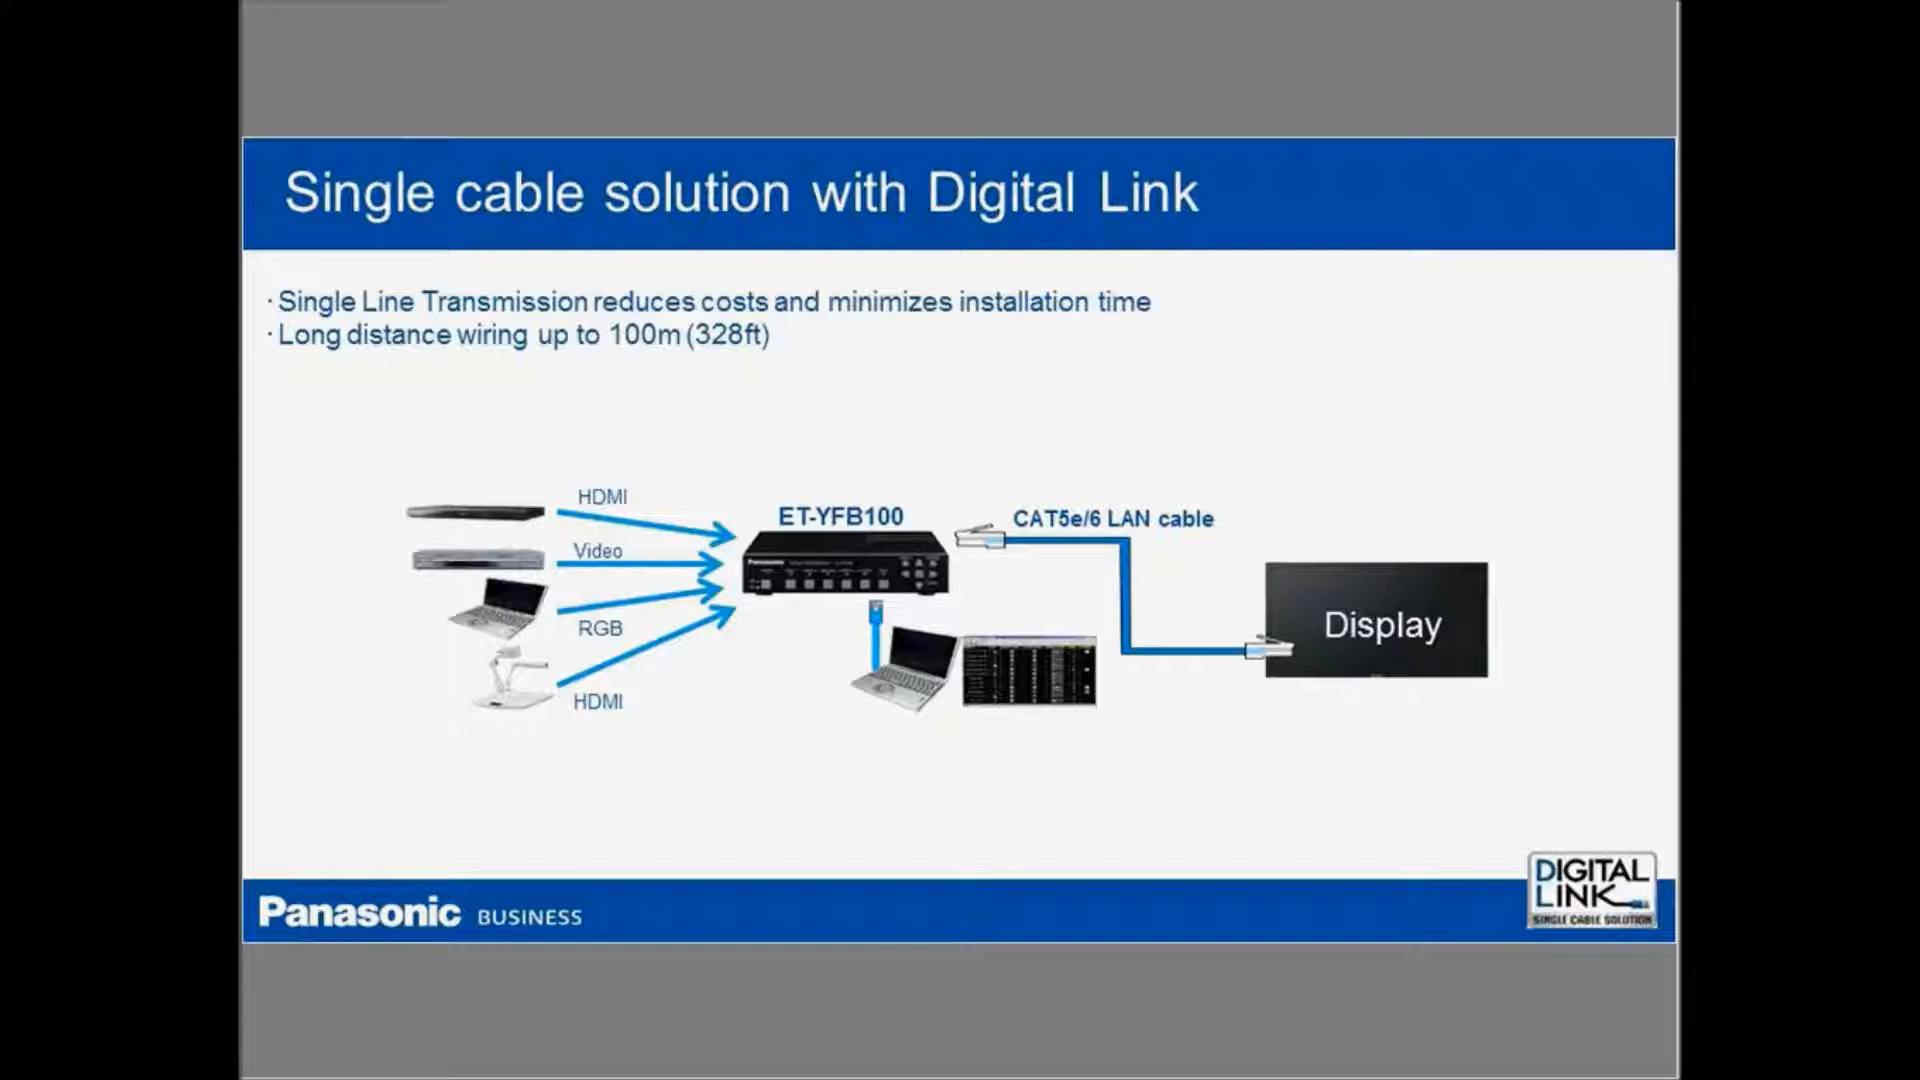 Single cable solution with Digital Link
· Single Line Transmission reduces costs and minimizes installation time
· Long distance wiring up to 100m (328ft)
HDMI
Video
RGB
HDMI
ET-YFB100
Panasonic
CAT5e/6 LAN cable
Display
Panasonic BUSINESS
DIGITAL
LINK
SINGLE CABLE SOLUTION